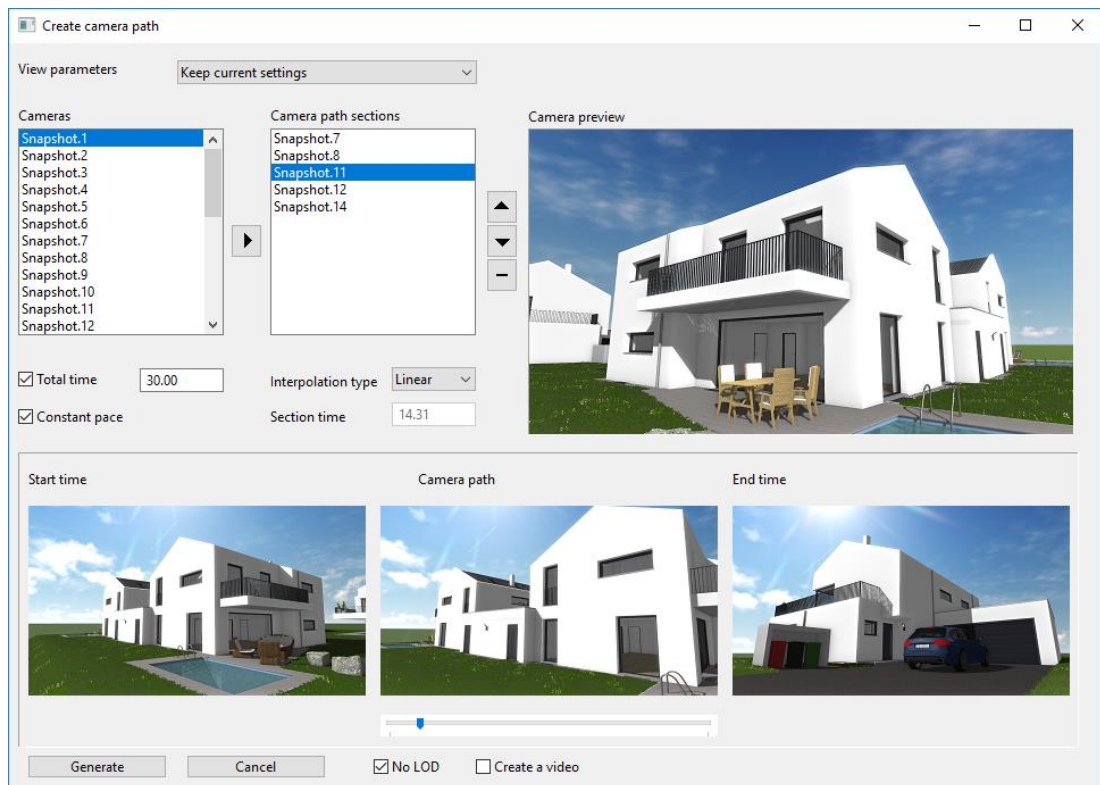 Create camera path
View parameters
Keep current settings
Cameras
Snapshot.1
Snapshot.2
Snapshot.3
Snapshot.4
Snapshot.5
Snapshot.6
Snapshot.7
Snapshot.8
Snapshot.9
Snapshot.10
Snapshot.11
Snapshot.12
Camera path sections
Snapshot.7
Snapshot.8
Snapshot.11
Snapshot.12
Snapshot.14
Camera preview
Total time
30.00
Interpolation type
Linear
Constant pace
Section time
14.31
Start time
Camera path
End time
Generate
Cancel
No LOD
Create a video